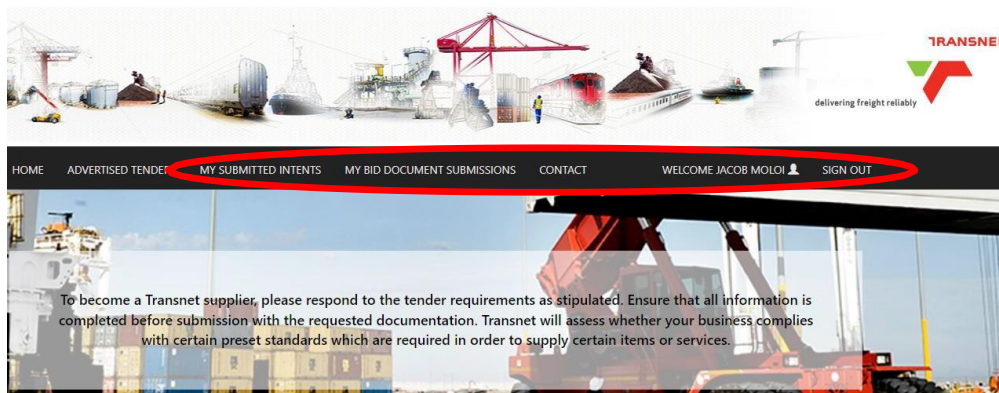 TRANSNET
delivering freight reliably
HOME ADVERTISED TENDER MY SUBMITTED INTENTS MY BID DOCUMENT SUBMISSIONS CONTACT WELCOME JACOB MOLOI SIGN OUT
To become a Transnet supplier, please respond to the tender requirements as stipulated. Ensure that all information is
completed before submission with the requested documentation. Transnet will assess whether your business complies
with certain preset standards which are required in order to supply certain items or services.